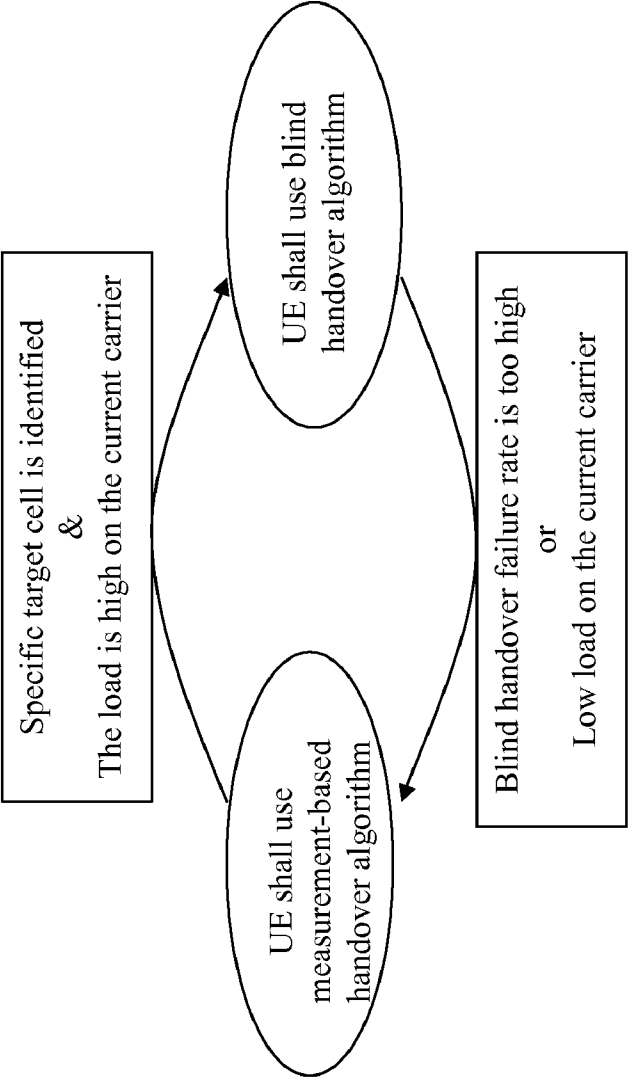 Specific target cell is identified
&
The load is high on the current carrier
UE shall use
measurement-based
handover algorithm
UE shall use blind
handover algorithm
Blind handover failure rate is too high
or
Low load on the current carrier